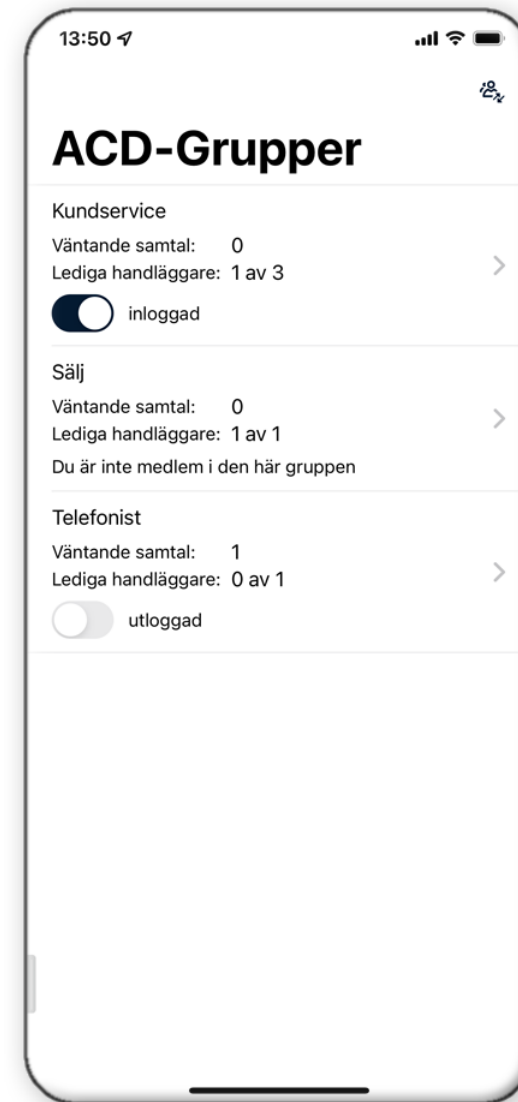 13:50
ACD-Grupper
Kundservice
Väntande samtal: 0
Lediga handläggare: 1 av 3
inloggad
Sälj
Väntande samtal: 0
Lediga handläggare: 1 av 1
Du är inte medlem i den här gruppen
Telefonist
Väntande samtal: 1
Lediga handläggare: 0 av 1
utloggad